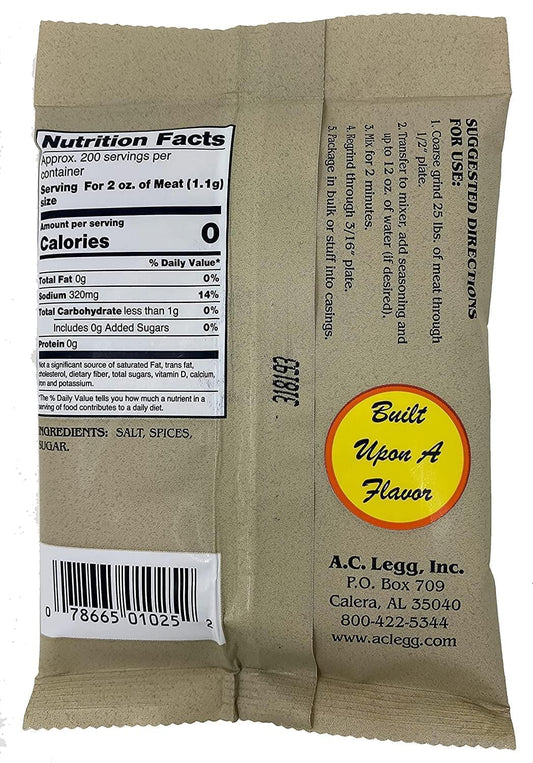 Nutrition Facts
Approx. 200 servings per
container
Serving For 2 oz. of Meat (1.1g)
size
Amount per serving
Calories 0
% Daily Value*
Total Fat 0g 0%
Sodium 320mg 14%
Total Carbohydrate less than 1g 0%
Includes 0g Added Sugars 0%
Protein 0g
Not a significant source of saturated Fat, trans fat,
cholesterol, dietary fiber, total sugars, vitamin D, calcium,
iron and potassium.
*The % Daily Value tells you how much a nutrient in a
serving of food contributes to a daily diet.
INGREDIENTS: SALT, SPICES,
SUGAR.
0 78665 01025 2
SUGGESTED DIRECTIONS
FOR USE:
1. Coarse grind 25 lbs. of meat through
1/2" plate.
2. Transfer to mixer, add seasoning and
up to 12 oz. of water (if desired),
3. Mix for 2 minutes.
4. Regrind through 3/16" plate.
5. Package in bulk or stuff into casings.
Built
Upon A
Flavor
A.C. Legg, Inc.
P.O. Box 709
Calera, AL 35040
800-422-5344
www.aclegg.com